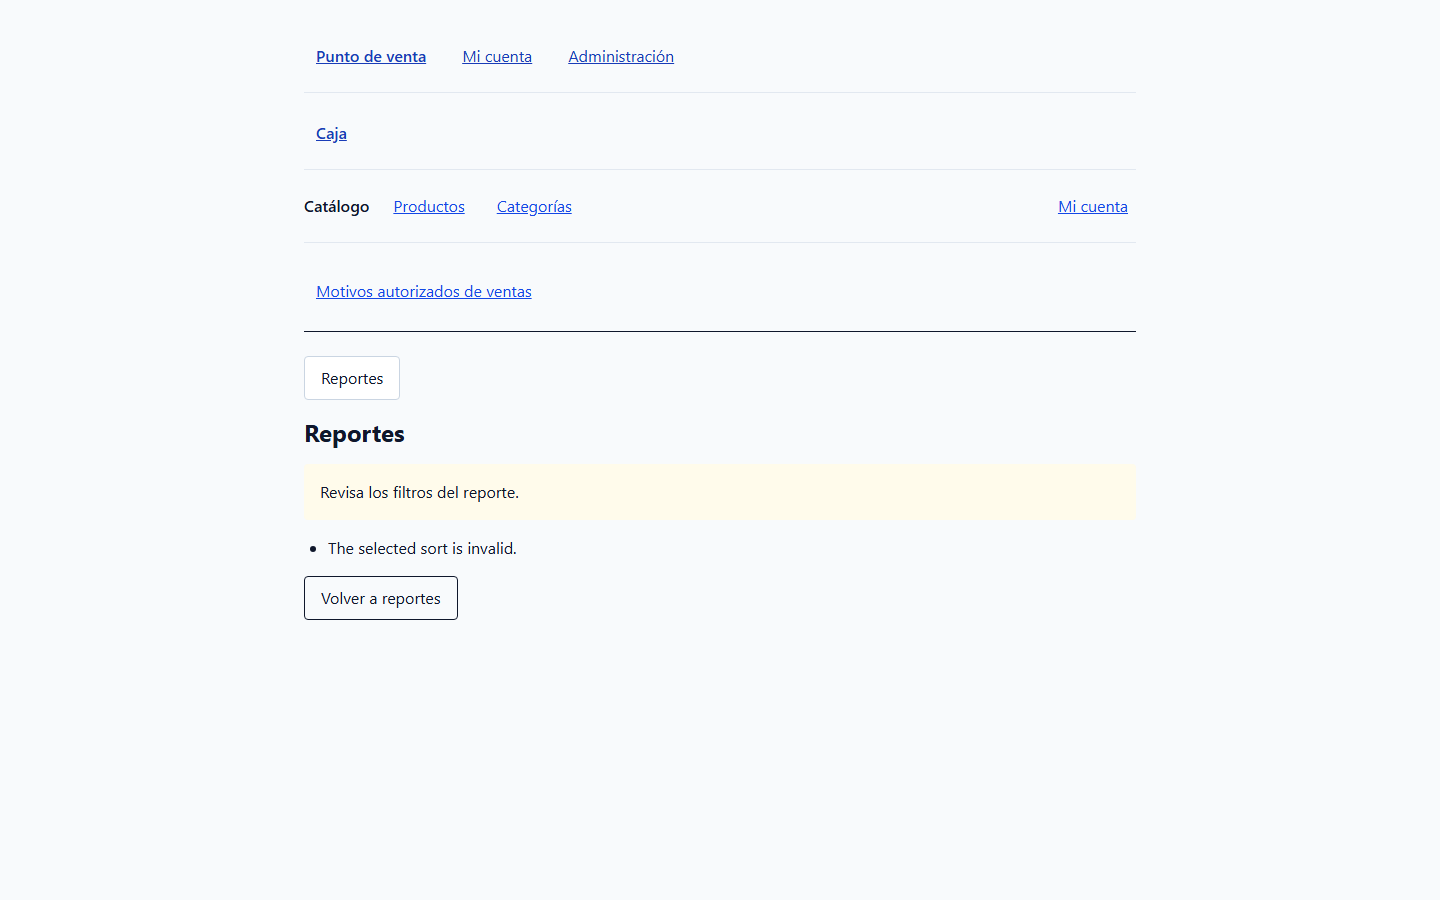 Punto de venta Mi cuenta Administración
Caja
Catálogo Productos Categorías Mi cuenta
Motivos autorizados de ventas
Reportes
Reportes
Revisa los filtros del reporte.
The selected sort is invalid.
Volver a reportes